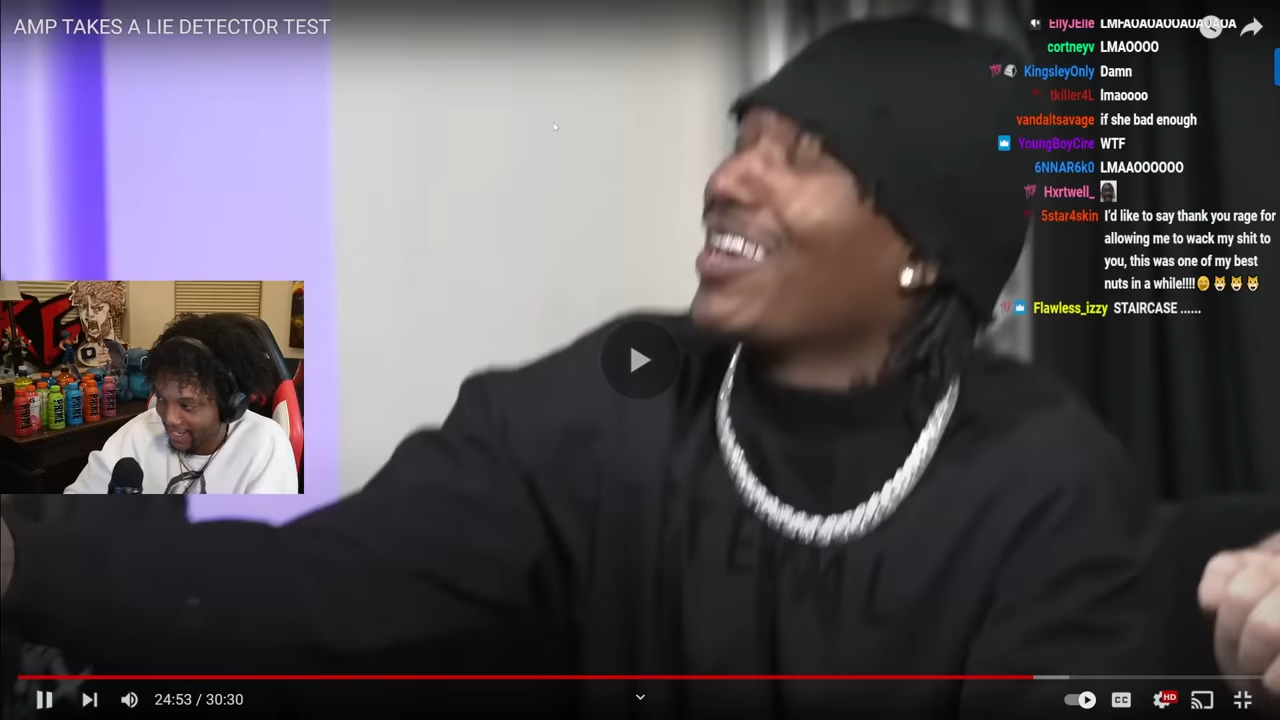 AMP TAKES A LIE DETECTOR TEST
cortneyv LMAOOOO
KingsleyOnly Damn
tkiller4L lmaoooo
vandaltsavage if she bad enough
YoungBoyCire WTF
6NNAR6k0 LMAAOOOOOO
Hxrtwell_
5star4skin I'd like to say thank you rage for
allowing me to wack my shit to
you, this was one of my best
nuts in a while!!!!😊😺😺😺
Flawless_izzy STAIRCASE ......
24:53 / 30:30
CC
HD